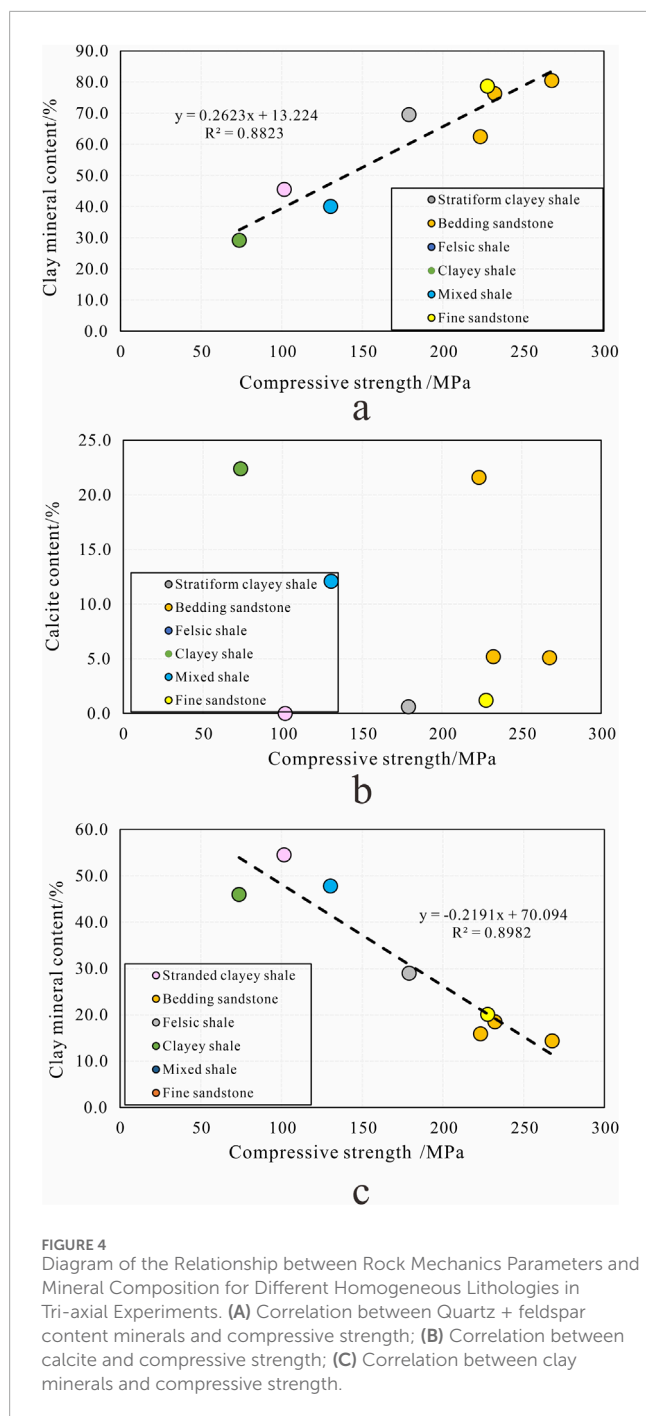 90.0
80.0
70.0
60.0
50.0
40.0
30.0
20.0
10.0
0.0
Clay mineral content/%
y = 0.2623x + 13.224
R² = 0.8823
Stratiform clayey shale
Bedding sandstone
Felsic shale
Clayey shale
Mixed shale
Fine sandstone
0 50 100 150 200 250 300
Compressive strength /MPa
a
25.0
20.0
15.0
10.0
5.0
0.0
Calcite content/%
Stratiform clayey shale
Bedding sandstone
Felsic shale
Clayey shale
Mixed shale
Fine sandstone
0 50 100 150 200 250 300
Compressive strength/MPa
b
60.0
50.0
40.0
30.0
20.0
10.0
0.0
Clay mineral content/%
y = -0.2191x + 70.094
R² = 0.8982
Stranded clayey shale
Bedding sandstone
Felsic shale
Clayey shale
Mixed shale
Fine sandstone
0 50 100 150 200 250 300
Compressive strength /MPa
c
FIGURE 4
Diagram of the Relationship between Rock Mechanics Parameters and
Mineral Composition for Different Homogeneous Lithologies in
Tri-axial Experiments. (A) Correlation between Quartz + feldspar
content minerals and compressive strength; (B) Correlation between
calcite and compressive strength; (C) Correlation between clay
minerals and compressive strength.